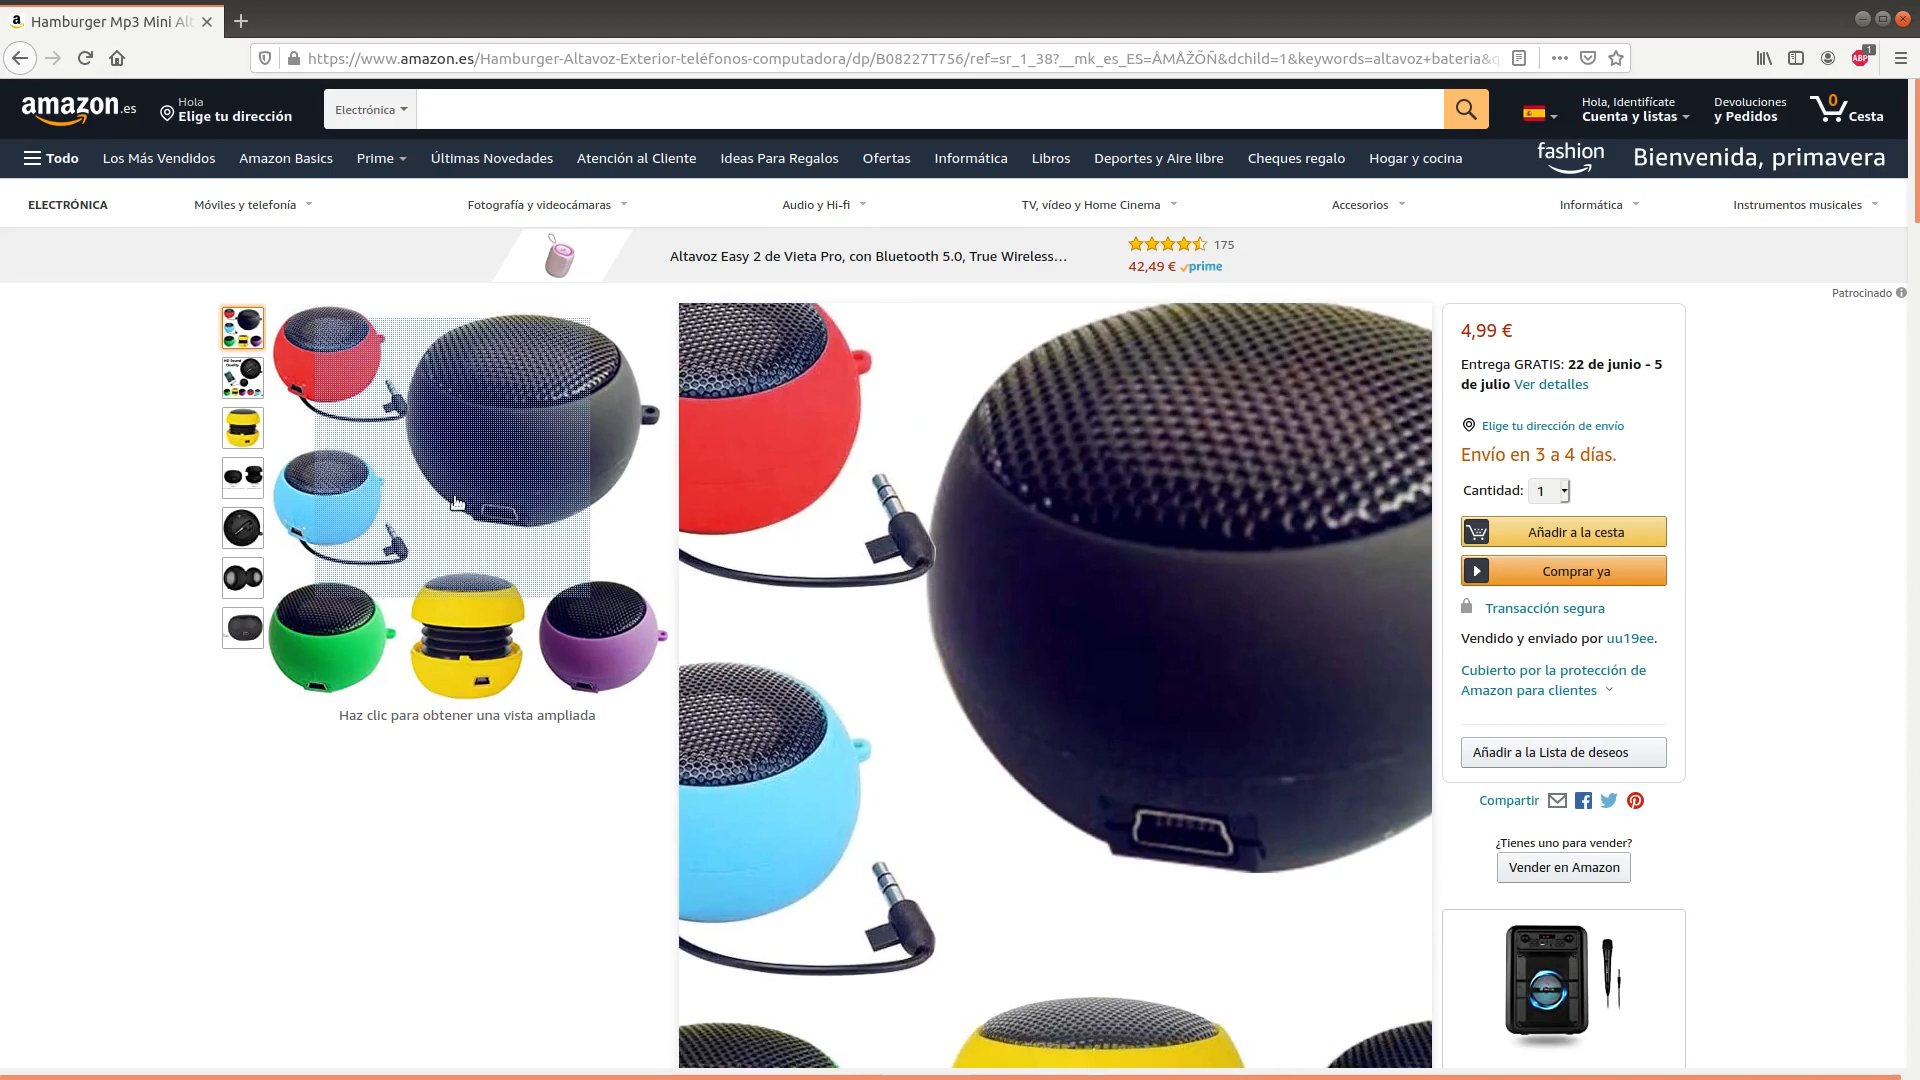 Hamburger Mp3 Mini Alt
https://www.amazon.es/Hamburger-Altavoz-Exterior-teléfonos-computadora/dp/B08227T756/ref=sr_1_38?__mk_es_ES=ÅMÅŽÕÑ&dchild=1&keywords=altavoz+bateria&q
ABP
1
amazon.es
Hola
Elige tu dirección
Electrónica
Hola, Identifícate
Cuenta y listas
Devoluciones
y Pedidos
0
Cesta
Todo
Los Más Vendidos
Amazon Basics
Prime
Últimas Novedades
Atención al Cliente
Ideas Para Regalos
Ofertas
Informática
Libros
Deportes y Aire libre
Cheques regalo
Hogar y cocina
fashion
Bienvenida, primavera
ELECTRÓNICA
Móviles y telefonía
Fotografía y videocámaras
Audio y Hi-fi
TV, vídeo y Home Cinema
Accesorios
Informática
Instrumentos musicales
Altavoz Easy 2 de Vieta Pro, con Bluetooth 5.0, True Wireless…
175
42,49 € prime
Patrocinado
Haz clic para obtener una vista ampliada
4,99 €
Entrega GRATIS: 22 de junio - 5
de julio Ver detalles
Elige tu dirección de envío
Envío en 3 a 4 días.
Cantidad: 1
Añadir a la cesta
Comprar ya
Transacción segura
Vendido y enviado por uu19ee.
Cubierto por la protección de
Amazon para clientes
Añadir a la Lista de deseos
Compartir
¿Tienes uno para vender?
Vender en Amazon